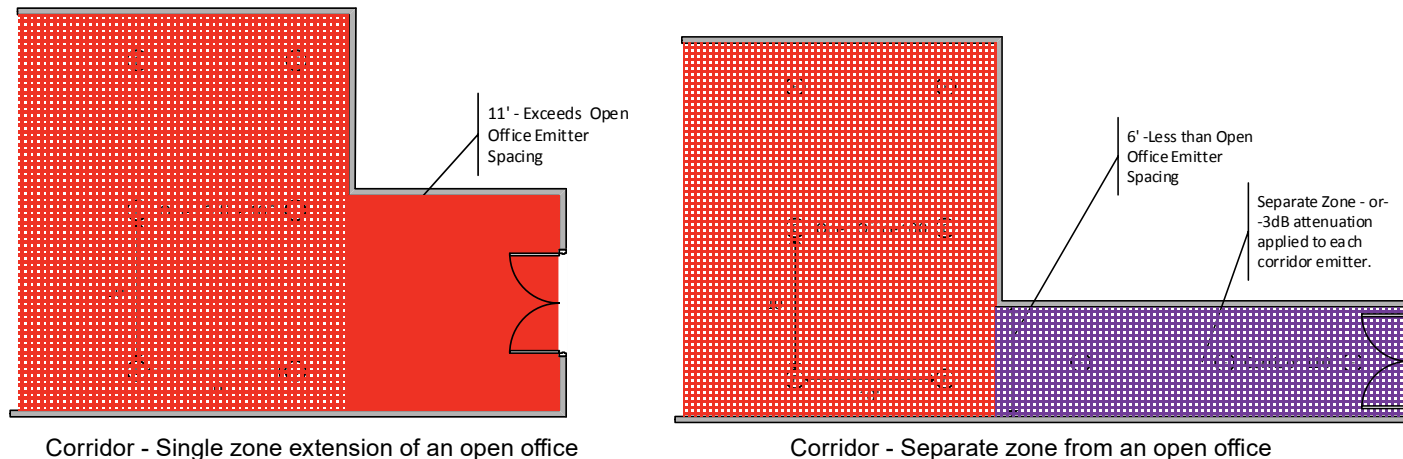 11' - Exceeds Open
Office Emitter
Spacing
6' -Less than Open
Office Emitter
Spacing
Separate Zone - or-
-3dB attenuation
applied to each
corridor emitter.
Corridor - Single zone extension of an open office
Corridor - Separate zone from an open office